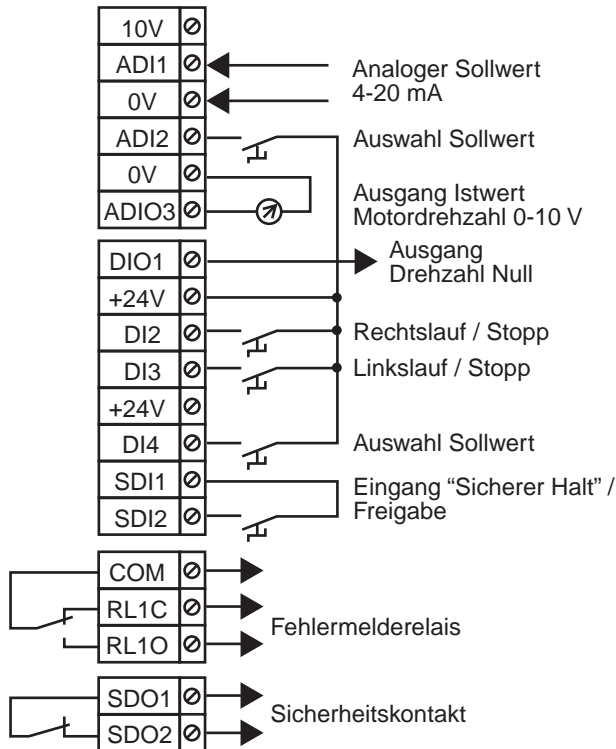 10V
ADI1
0V
ADI2
0V
ADIO3
Analoger Sollwert
4-20 mA
Auswahl Sollwert
Ausgang Istwert
Motordrehzahl 0-10 V
DIO1
+24V
DI2
DI3
+24V
DI4
SDI1
SDI2
Ausgang
Drehzahl Null
Rechtslauf / Stopp
Linkslauf / Stopp
Auswahl Sollwert
Eingang “Sicherer Halt” /
Freigabe
COM
RL1C
RL1O
Fehlermelderelais
SDO1
SDO2
Sicherheitskontakt